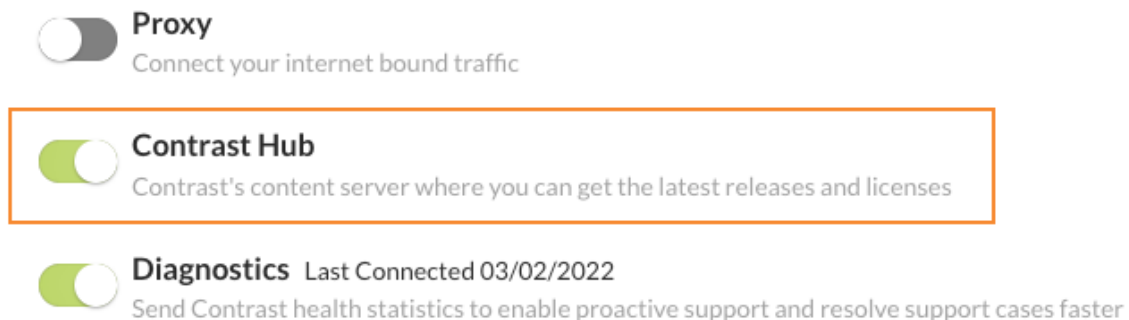 Proxy
Connect your internet bound traffic
Contrast Hub
Contrast's content server where you can get the latest releases and licenses
Diagnostics Last Connected 03/02/2022
Send Contrast health statistics to enable proactive support and resolve support cases faster